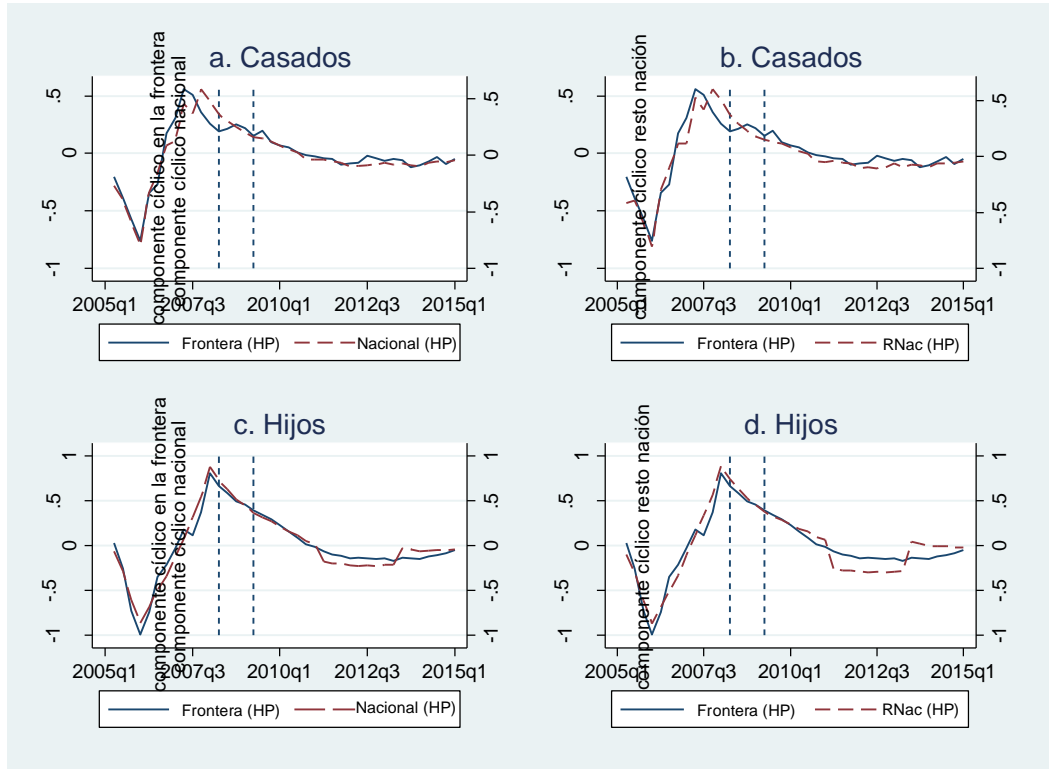 a. Casados
componente cíclico en la frontera
componente cíclico nacional
.5
0
-.5
-1
.5
0
-.5
-1
2005q1 2007q3 2010q1 2012q3 2015q1
Frontera (HP) Nacional (HP)
b. Casados
componente cíclico resto nación
.5
0
-.5
-1
.5
0
-.5
-1
2005q1 2007q3 2010q1 2012q3 2015q1
Frontera (HP) RNac (HP)
c. Hijos
componente cíclico en la frontera
componente cíclico nacional
1
.5
0
-.5
-1
1
.5
0
-.5
-1
2005q1 2007q3 2010q1 2012q3 2015q1
Frontera (HP) Nacional (HP)
d. Hijos
componente cíclico resto nación
1
.5
0
-.5
-1
1
.5
0
-.5
-1
2005q1 2007q3 2010q1 2012q3 2015q1
Frontera (HP) RNac (HP)